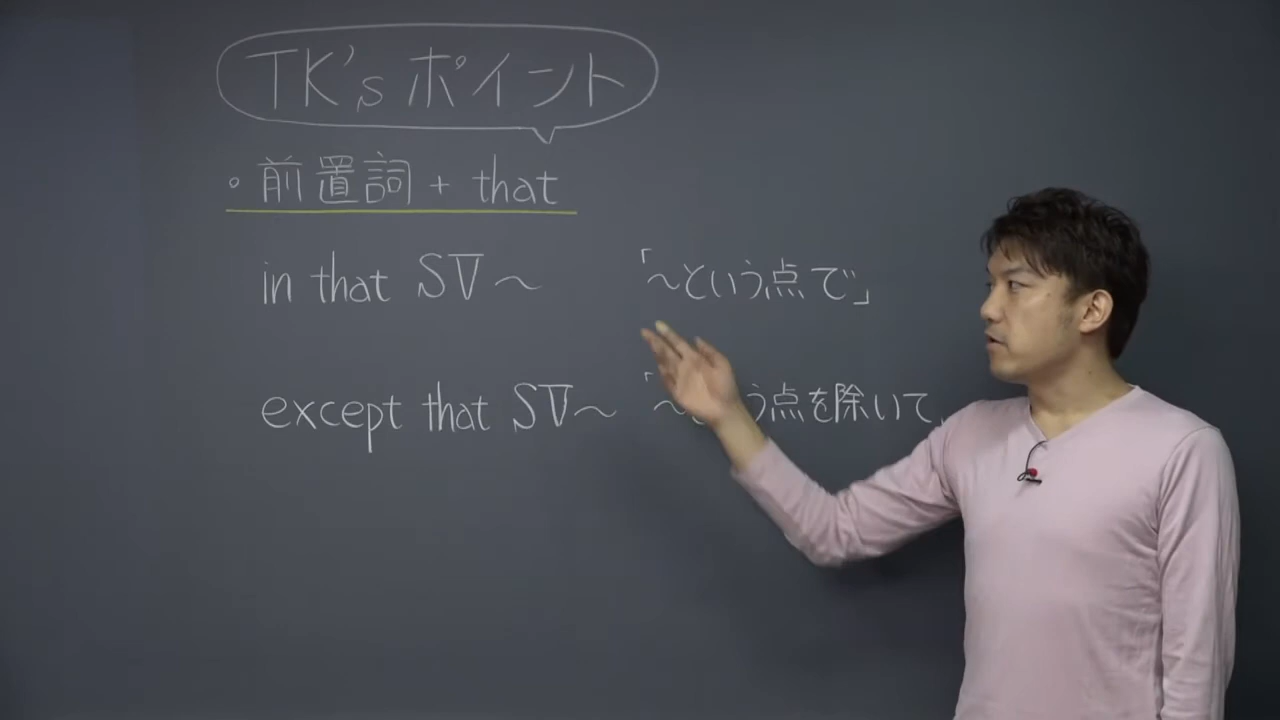 TK'sポイント
・前置詞 + that
in that SV〜 「〜という点で」
except that SV〜 「〜う点を除いて